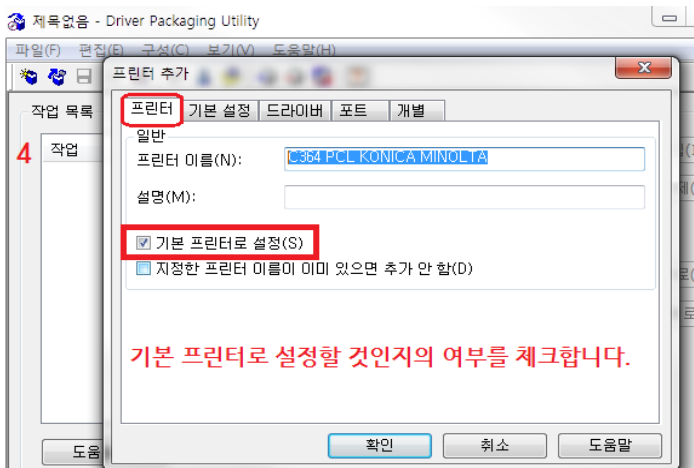 제목없음 - Driver Packaging Utility
파일(F) 편집(E) 구성(C) 보기(V) 도움말(H)
프린터 추가
작업 목록
프린터 기본 설정 드라이버 포트 개별
4
작업
일반
프린터 이름(N): C364 PCL KONICA MINOLTA
설명(M):
기본 프린터로 설정(S)
지정한 프린터 이름이 이미 있으면 추가 안 함(D)
기본 프린터로 설정할 것인지의 여부를 체크합니다.
도움
확인 취소 도움말